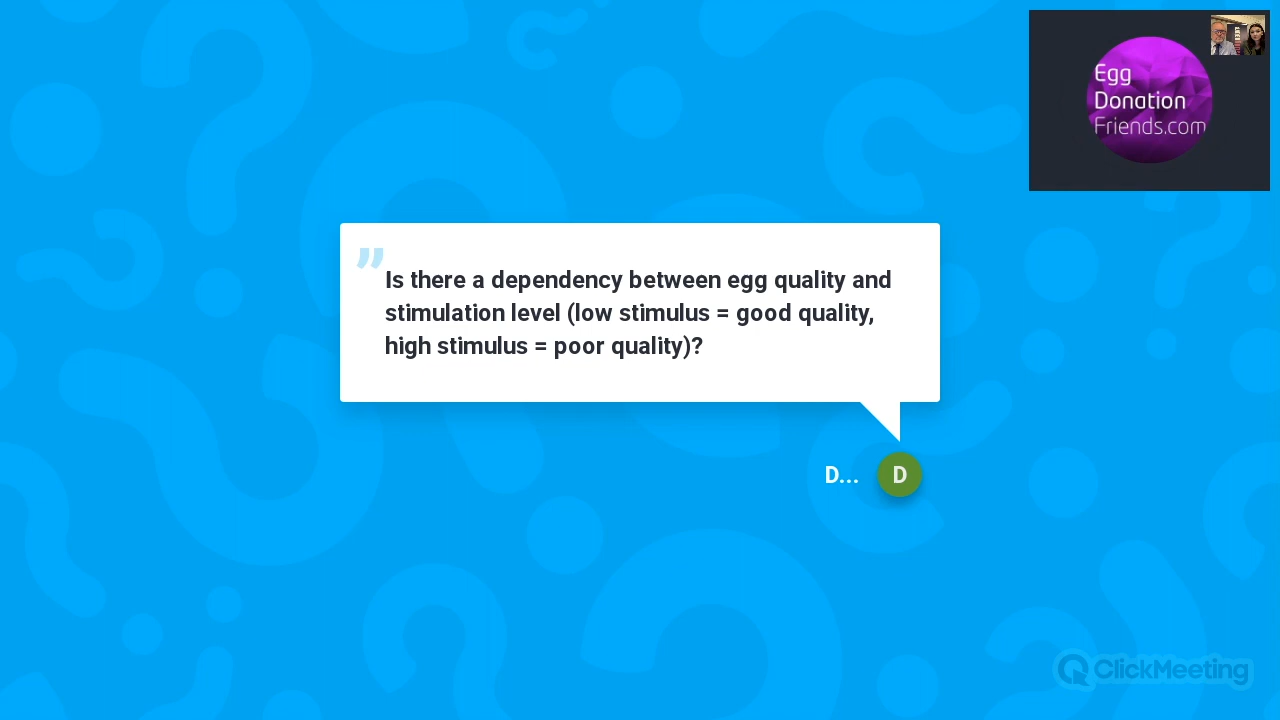 Egg
Donation
Friends.com
”
Is there a dependency between egg quality and
stimulation level (low stimulus = good quality,
high stimulus = poor quality)?
D... D
ClickMeeting